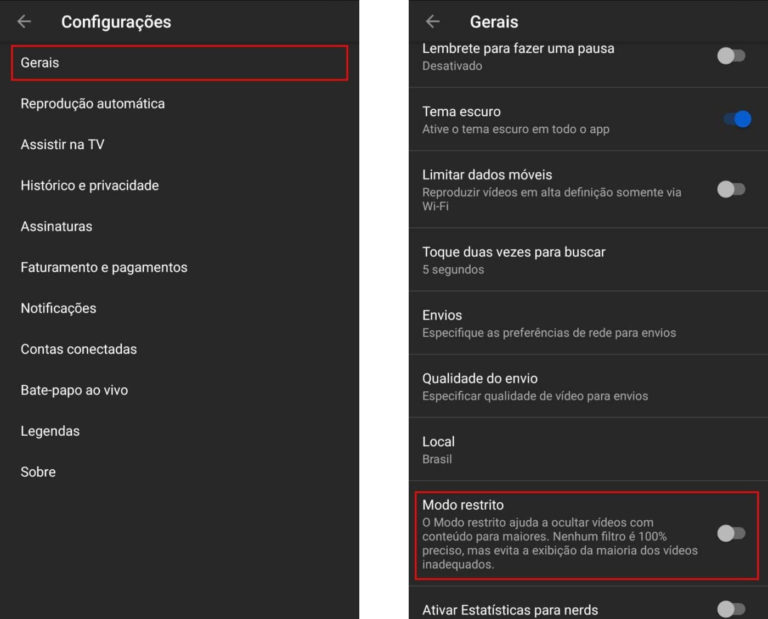 Configurações
Gerais
Reprodução automática
Assistir na TV
Histórico e privacidade
Assinaturas
Faturamento e pagamentos
Notificações
Contas conectadas
Bate-papo ao vivo
Legendas
Sobre
Gerais
Lembrete para fazer uma pausa
Desativado
Tema escuro
Ative o tema escuro em todo o app
Limitar dados móveis
Reproduzir vídeos em alta definição somente via
Wi-Fi
Toque duas vezes para buscar
5 segundos
Envios
Especifique as preferências de rede para envios
Qualidade do envio
Especificar qualidade de vídeo para envios
Local
Brasil
Modo restrito
O Modo restrito ajuda a ocultar vídeos com
conteúdo para maiores. Nenhum filtro é 100%
preciso, mas evita a exibição da maioria dos vídeos
inadequados.
Ativar Estatísticas para nerds